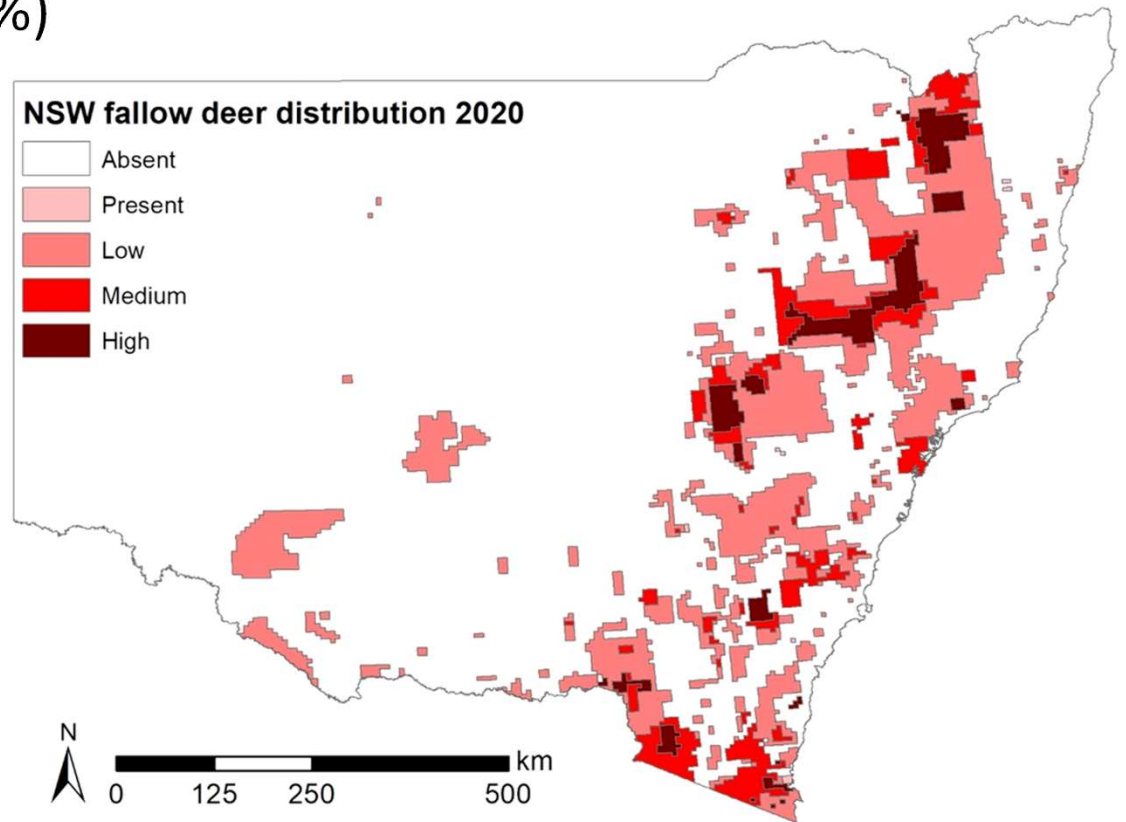 %)
NSW fallow deer distribution 2020
Absent
Present
Low
Medium
High
N
km
0 125 250 500